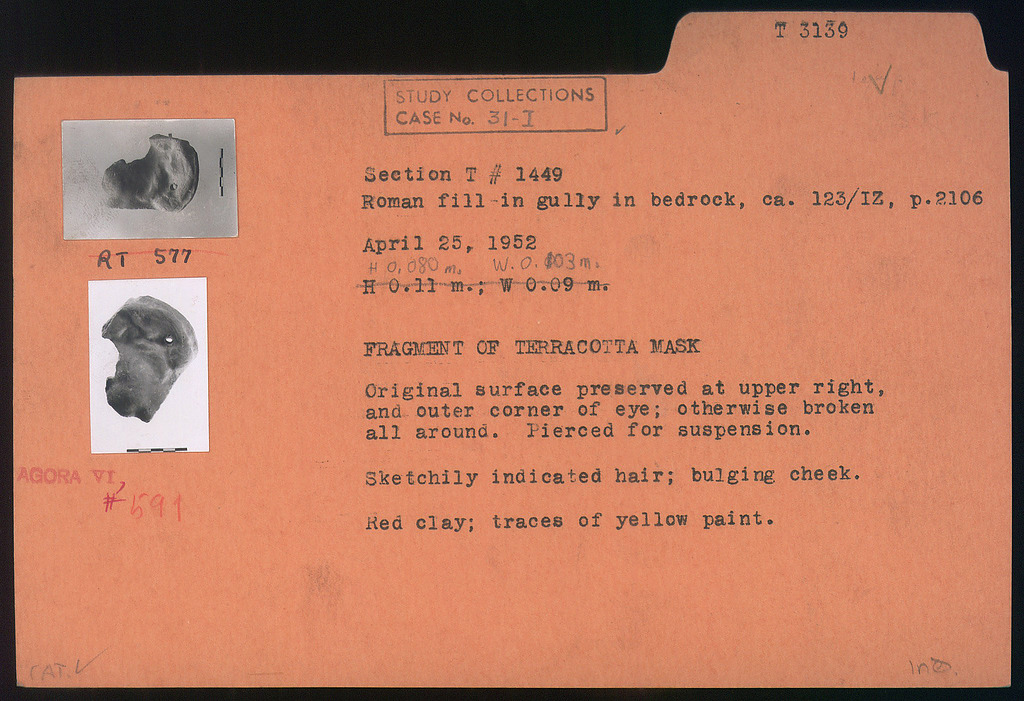 T 3139
STUDY COLLECTIONS
CASE No. 31-I
Section T # 1449
Roman fill in gully in bedrock, ca. 123/IZ, p.2106
April 25, 1952
H 0,080 m. W. 0.103 m.
H 0.11 m.; W 0.09 m.
RT 577
FRAGMENT OF TERRACOTTA MASK
Original surface preserved at upper right,
and outer corner of eye; otherwise broken
all around. Pierced for suspension.
Sketchily indicated hair; bulging cheek.
Red clay; traces of yellow paint.
AGORA VI,
#591
CAT. ✓